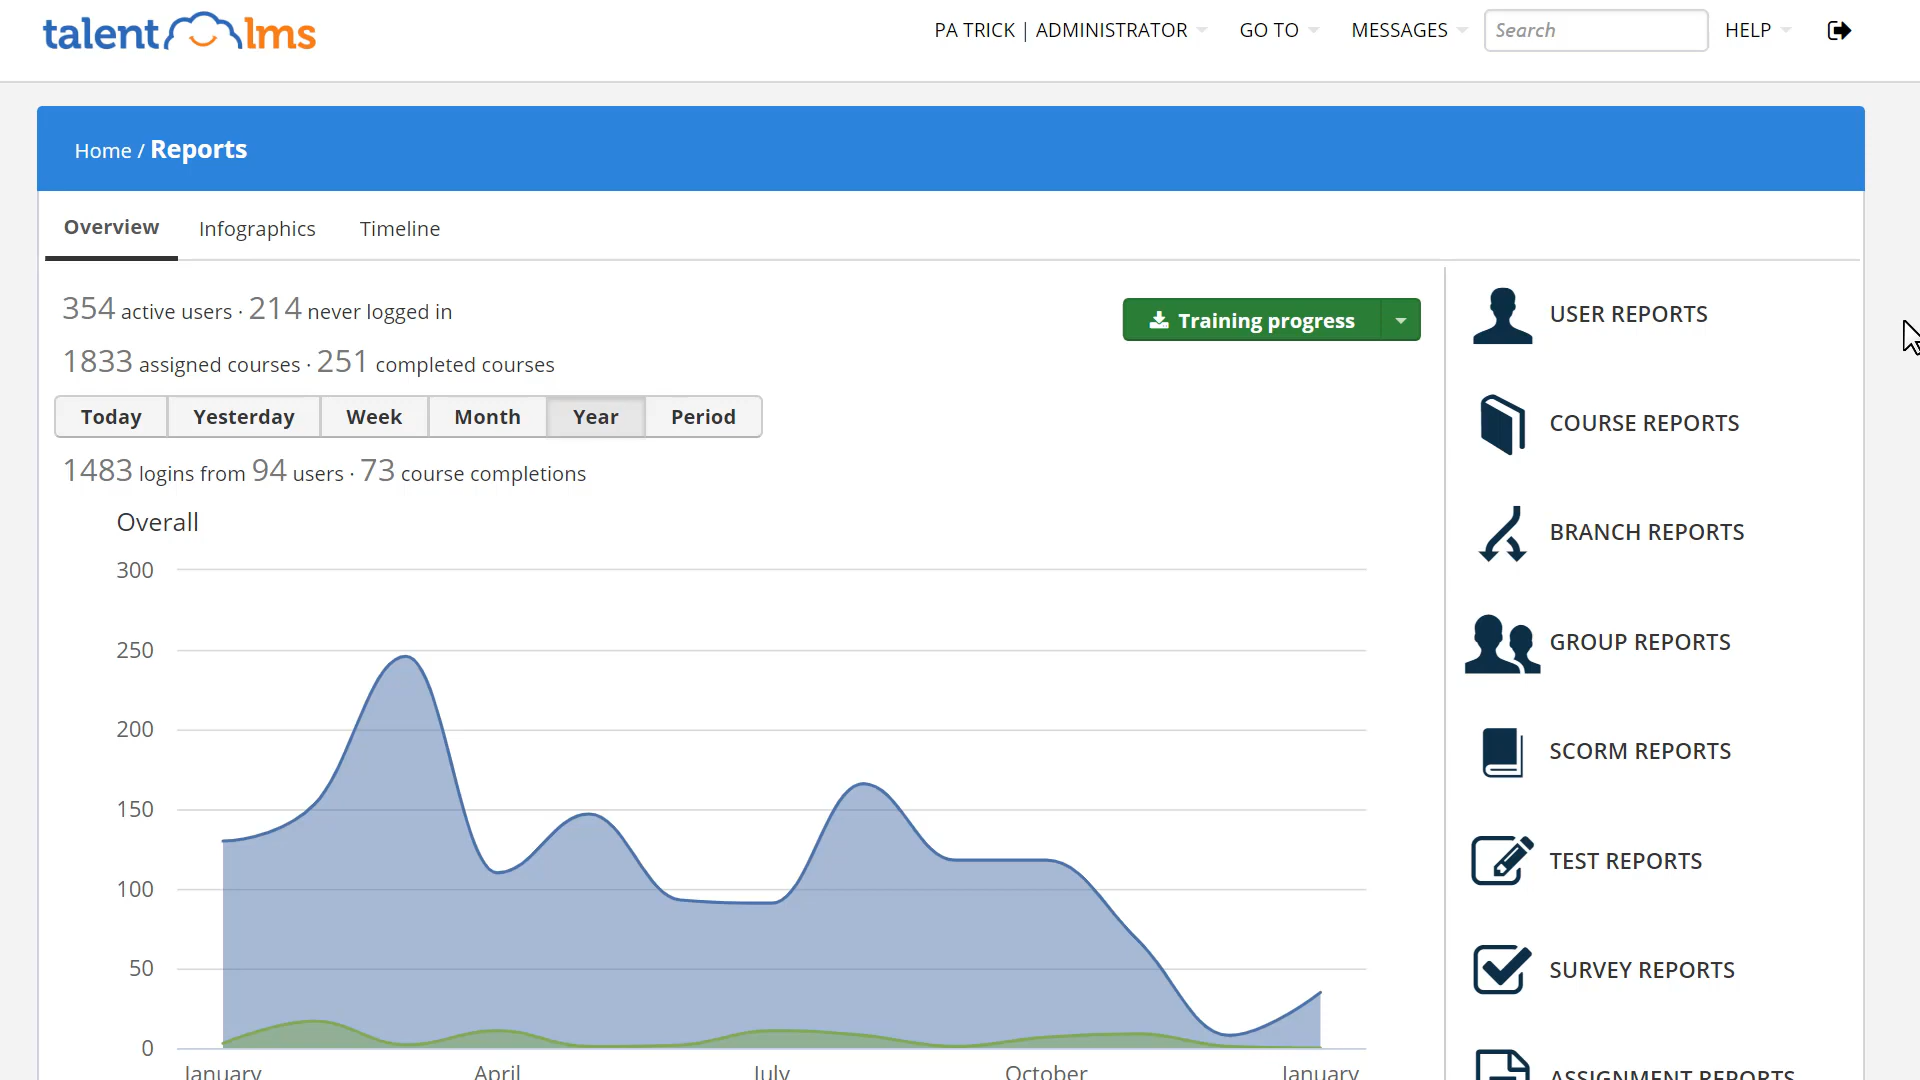 talentlms
PA TRICK | ADMINISTRATOR
GO TO
MESSAGES
Search
HELP
Home / Reports
Overview
Infographics
Timeline
354 active users · 214 never logged in
1833 assigned courses · 251 completed courses
Training progress
Today
Yesterday
Week
Month
Year
Period
1483 logins from 94 users · 73 course completions
Overall
300
250
200
150
100
50
0
January
April
July
October
January
USER REPORTS
COURSE REPORTS
BRANCH REPORTS
GROUP REPORTS
SCORM REPORTS
TEST REPORTS
SURVEY REPORTS
ASSIGNMENT REPORTS